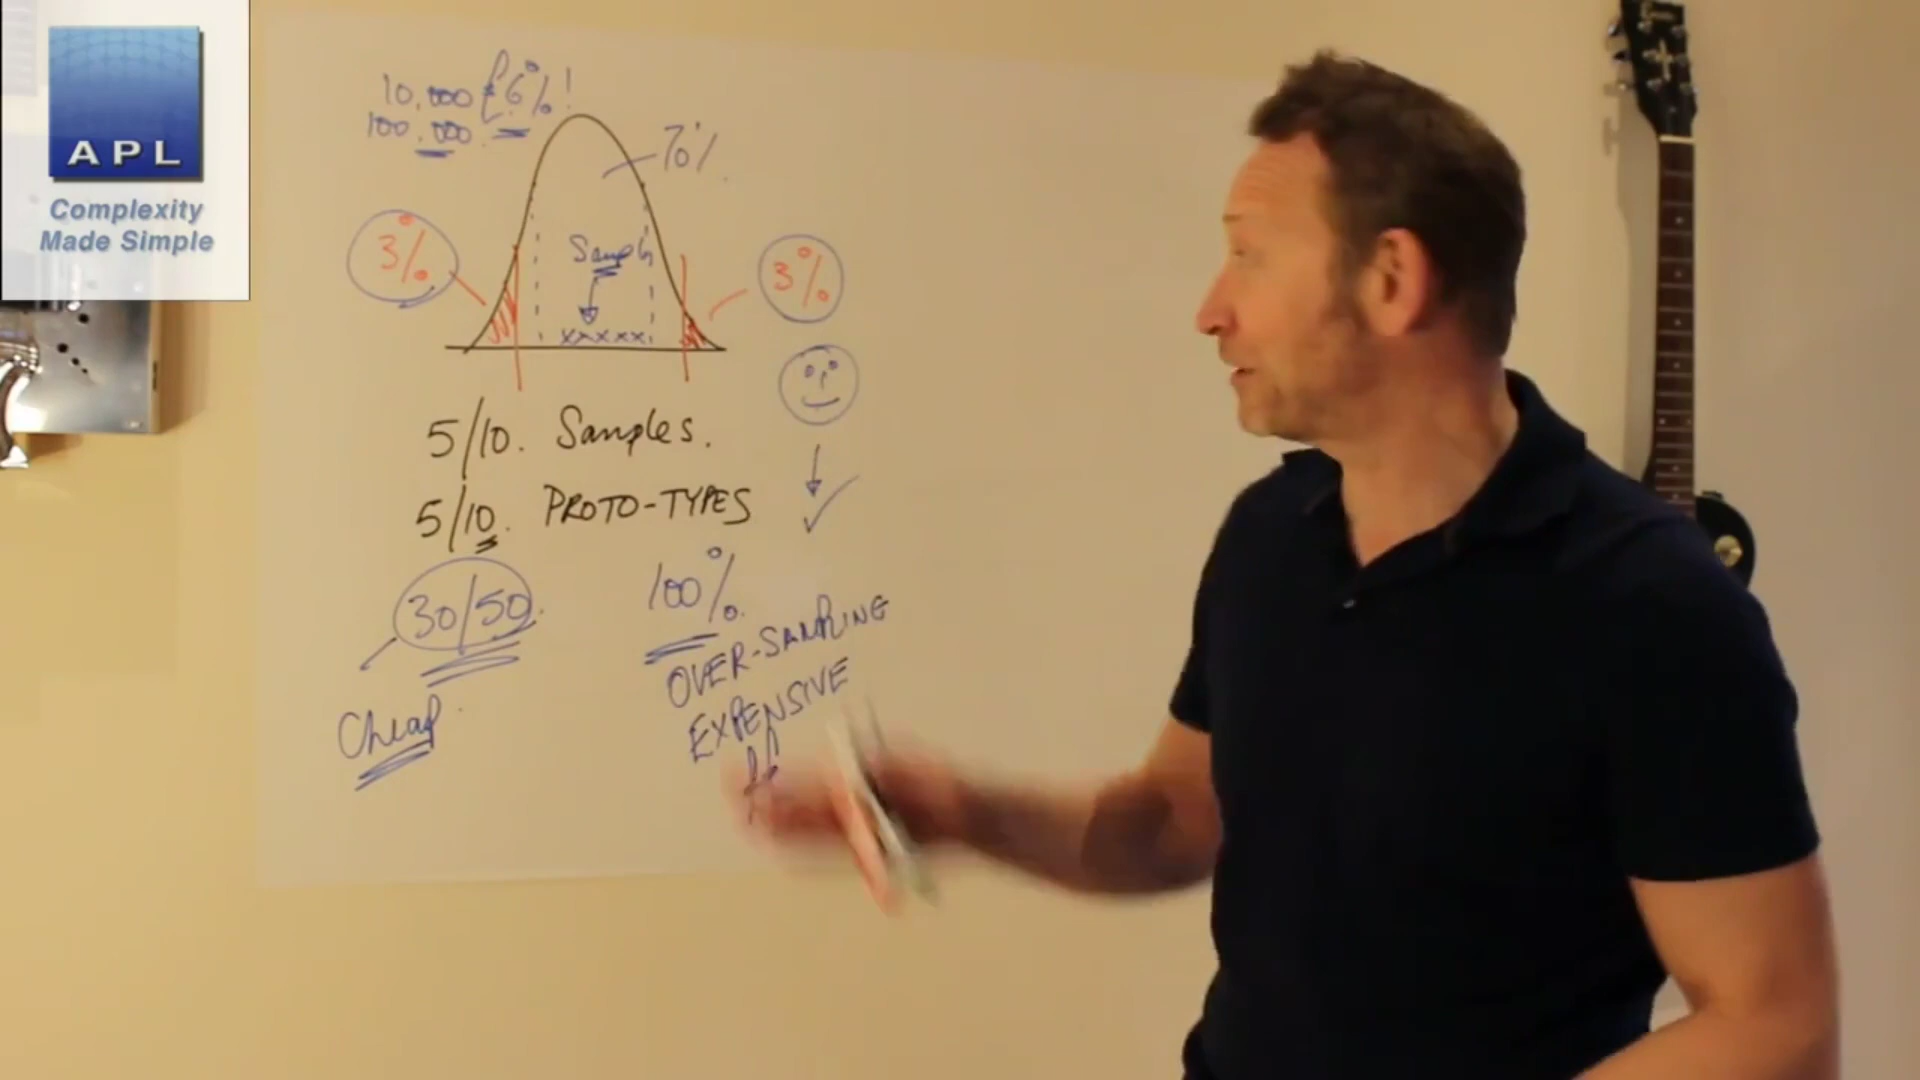 APL
Complexity
Made Simple
10,000 £6%!
100,000
70%
3%
Sample
3%
xxxxx
5/10. Samples.
5/10. PROTO-TYPES
30/50.
100%
OVER-SAMPLING
EXPENSIVE
Cheap
££